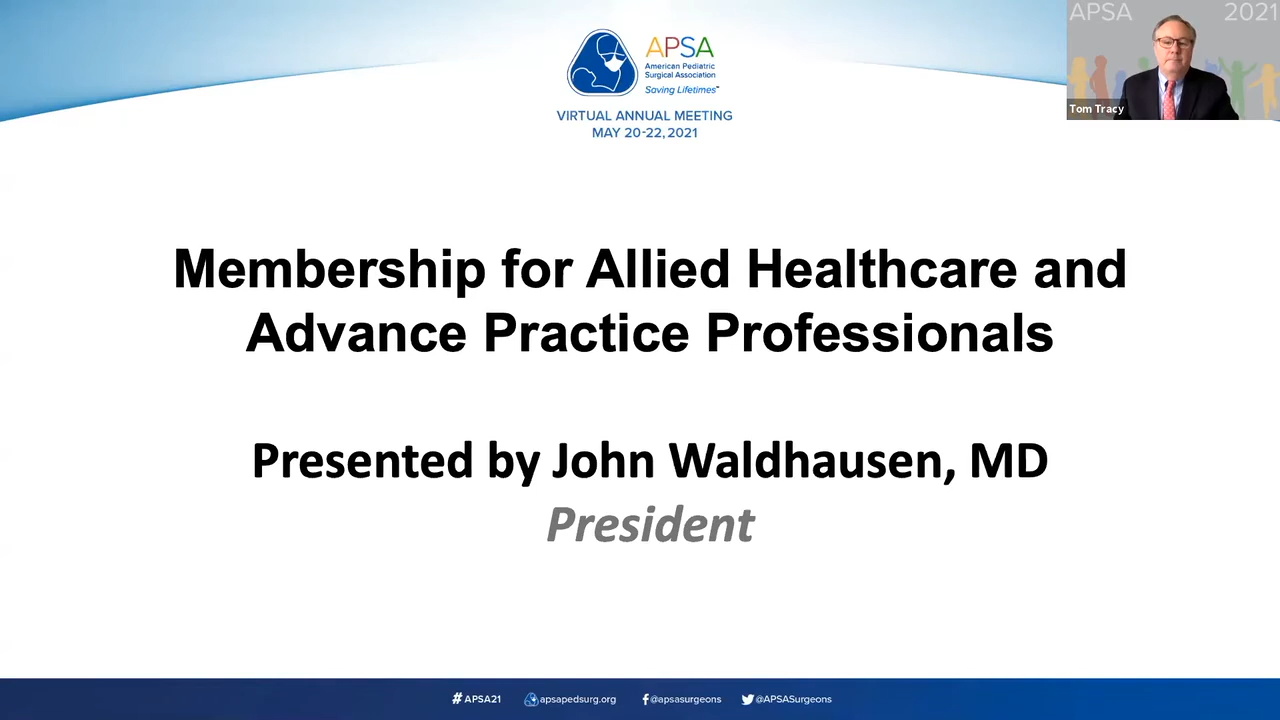 APSA
American Pediatric
Surgical Association
Saving Lifetimes™
VIRTUAL ANNUAL MEETING
MAY 20-22, 2021
APSA 2021
Tom Tracy
Membership for Allied Healthcare and
Advance Practice Professionals
Presented by John Waldhausen, MD
President
#APSA21 apsapedsurg.org @apsasurgeons @APSASurgeons